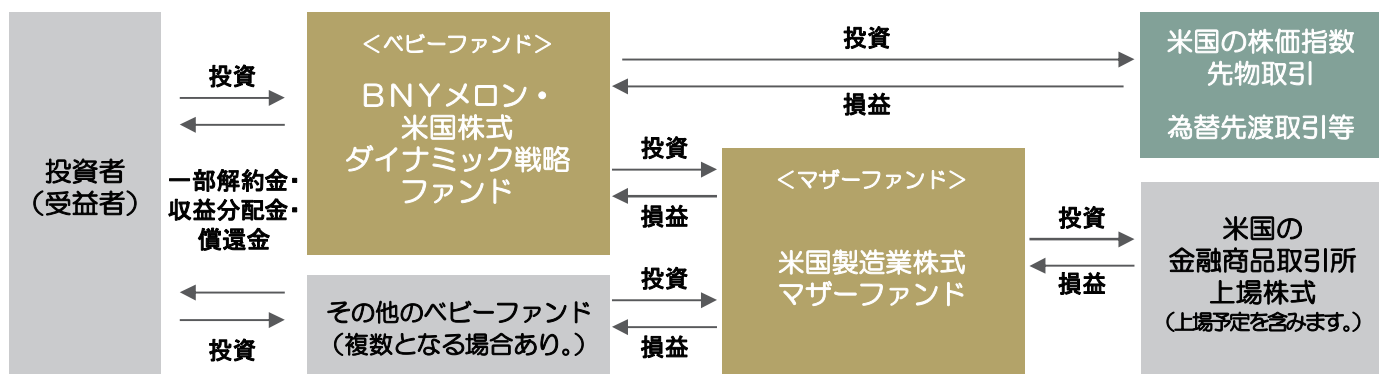 投資者
（受益者）
投資
一部解約金・
収益分配金・
償還金
投資
＜ベビーファンド＞
ＢＮＹメロン・
米国株式
ダイナミック戦略
ファンド
その他のベビーファンド
（複数となる場合あり。）
投資
損益
投資
損益
投資
損益
＜マザーファンド＞
米国製造業株式
マザーファンド
投資
損益
米国の株価指数
先物取引
為替先渡取引等
米国の
金融商品取引所
上場株式
（上場予定を含みます。）